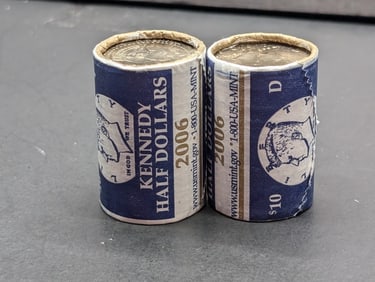 KENNEDY
HALF DOLLARS
2006
www.usmint.gov • 1-800-USA-MINT
IN GOD WE TRUST
2006
www.usmint.gov • 1-800-USA-MINT
D
$10